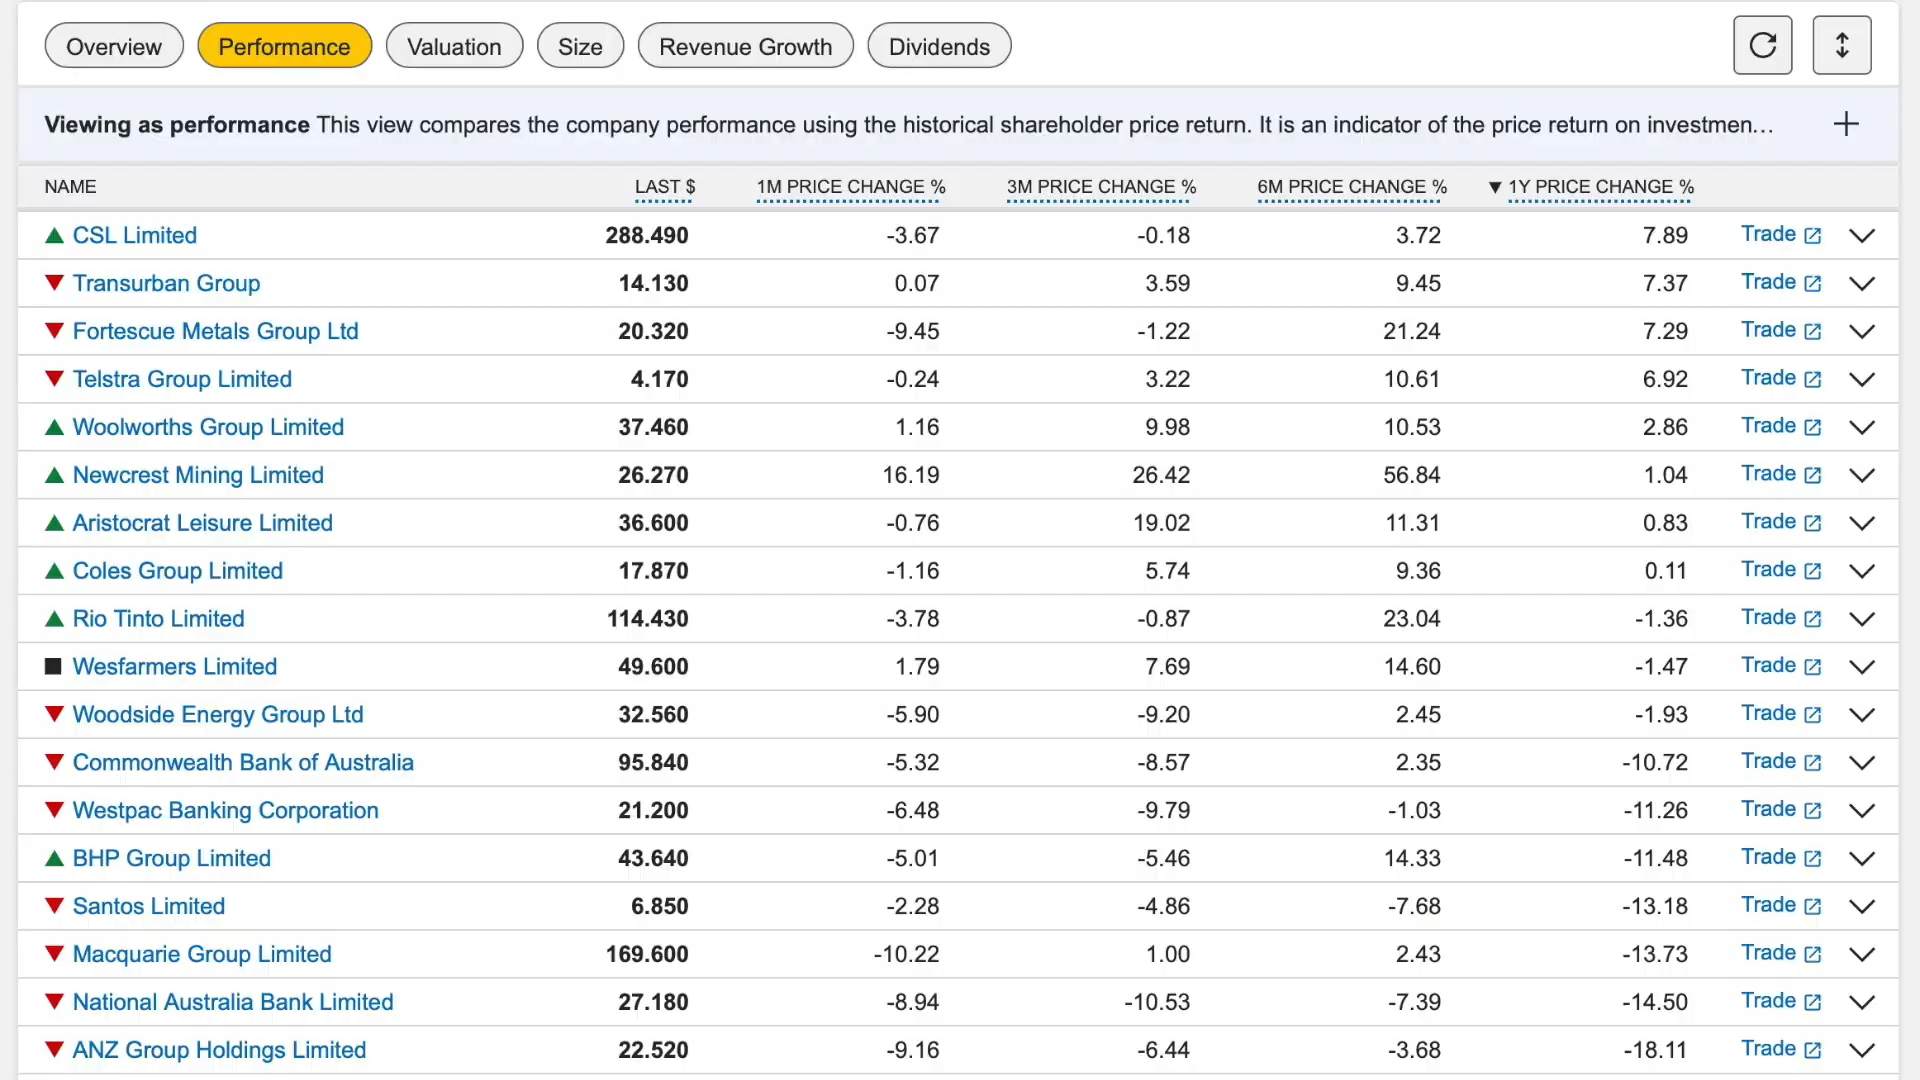 Overview Performance Valuation Size Revenue Growth Dividends
Viewing as performance This view compares the company performance using the historical shareholder price return. It is an indicator of the price return on investmen...
NAME LAST $ 1M PRICE CHANGE % 3M PRICE CHANGE % 6M PRICE CHANGE % ▼ 1Y PRICE CHANGE %
CSL Limited 288.490 -3.67 -0.18 3.72 7.89 Trade
Transurban Group 14.130 0.07 3.59 9.45 7.37 Trade
Fortescue Metals Group Ltd 20.320 -9.45 -1.22 21.24 7.29 Trade
Telstra Group Limited 4.170 -0.24 3.22 10.61 6.92 Trade
Woolworths Group Limited 37.460 1.16 9.98 10.53 2.86 Trade
Newcrest Mining Limited 26.270 16.19 26.42 56.84 1.04 Trade
Aristocrat Leisure Limited 36.600 -0.76 19.02 11.31 0.83 Trade
Coles Group Limited 17.870 -1.16 5.74 9.36 0.11 Trade
Rio Tinto Limited 114.430 -3.78 -0.87 23.04 -1.36 Trade
Wesfarmers Limited 49.600 1.79 7.69 14.60 -1.47 Trade
Woodside Energy Group Ltd 32.560 -5.90 -9.20 2.45 -1.93 Trade
Commonwealth Bank of Australia 95.840 -5.32 -8.57 2.35 -10.72 Trade
Westpac Banking Corporation 21.200 -6.48 -9.79 -1.03 -11.26 Trade
BHP Group Limited 43.640 -5.01 -5.46 14.33 -11.48 Trade
Santos Limited 6.850 -2.28 -4.86 -7.68 -13.18 Trade
Macquarie Group Limited 169.600 -10.22 1.00 2.43 -13.73 Trade
National Australia Bank Limited 27.180 -8.94 -10.53 -7.39 -14.50 Trade
ANZ Group Holdings Limited 22.520 -9.16 -6.44 -3.68 -18.11 Trade